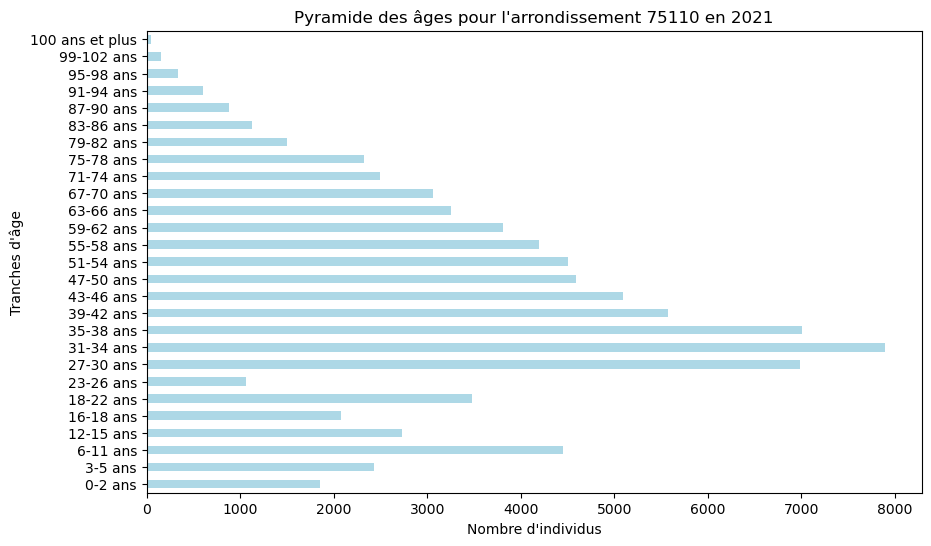 Pyramide des âges pour l'arrondissement 75110 en 2021
Tranches d'âge
100 ans et plus
99-102 ans
95-98 ans
91-94 ans
87-90 ans
83-86 ans
79-82 ans
75-78 ans
71-74 ans
67-70 ans
63-66 ans
59-62 ans
55-58 ans
51-54 ans
47-50 ans
43-46 ans
39-42 ans
35-38 ans
31-34 ans
27-30 ans
23-26 ans
18-22 ans
16-18 ans
12-15 ans
6-11 ans
3-5 ans
0-2 ans
0 1000 2000 3000 4000 5000 6000 7000 8000
Nombre d'individus